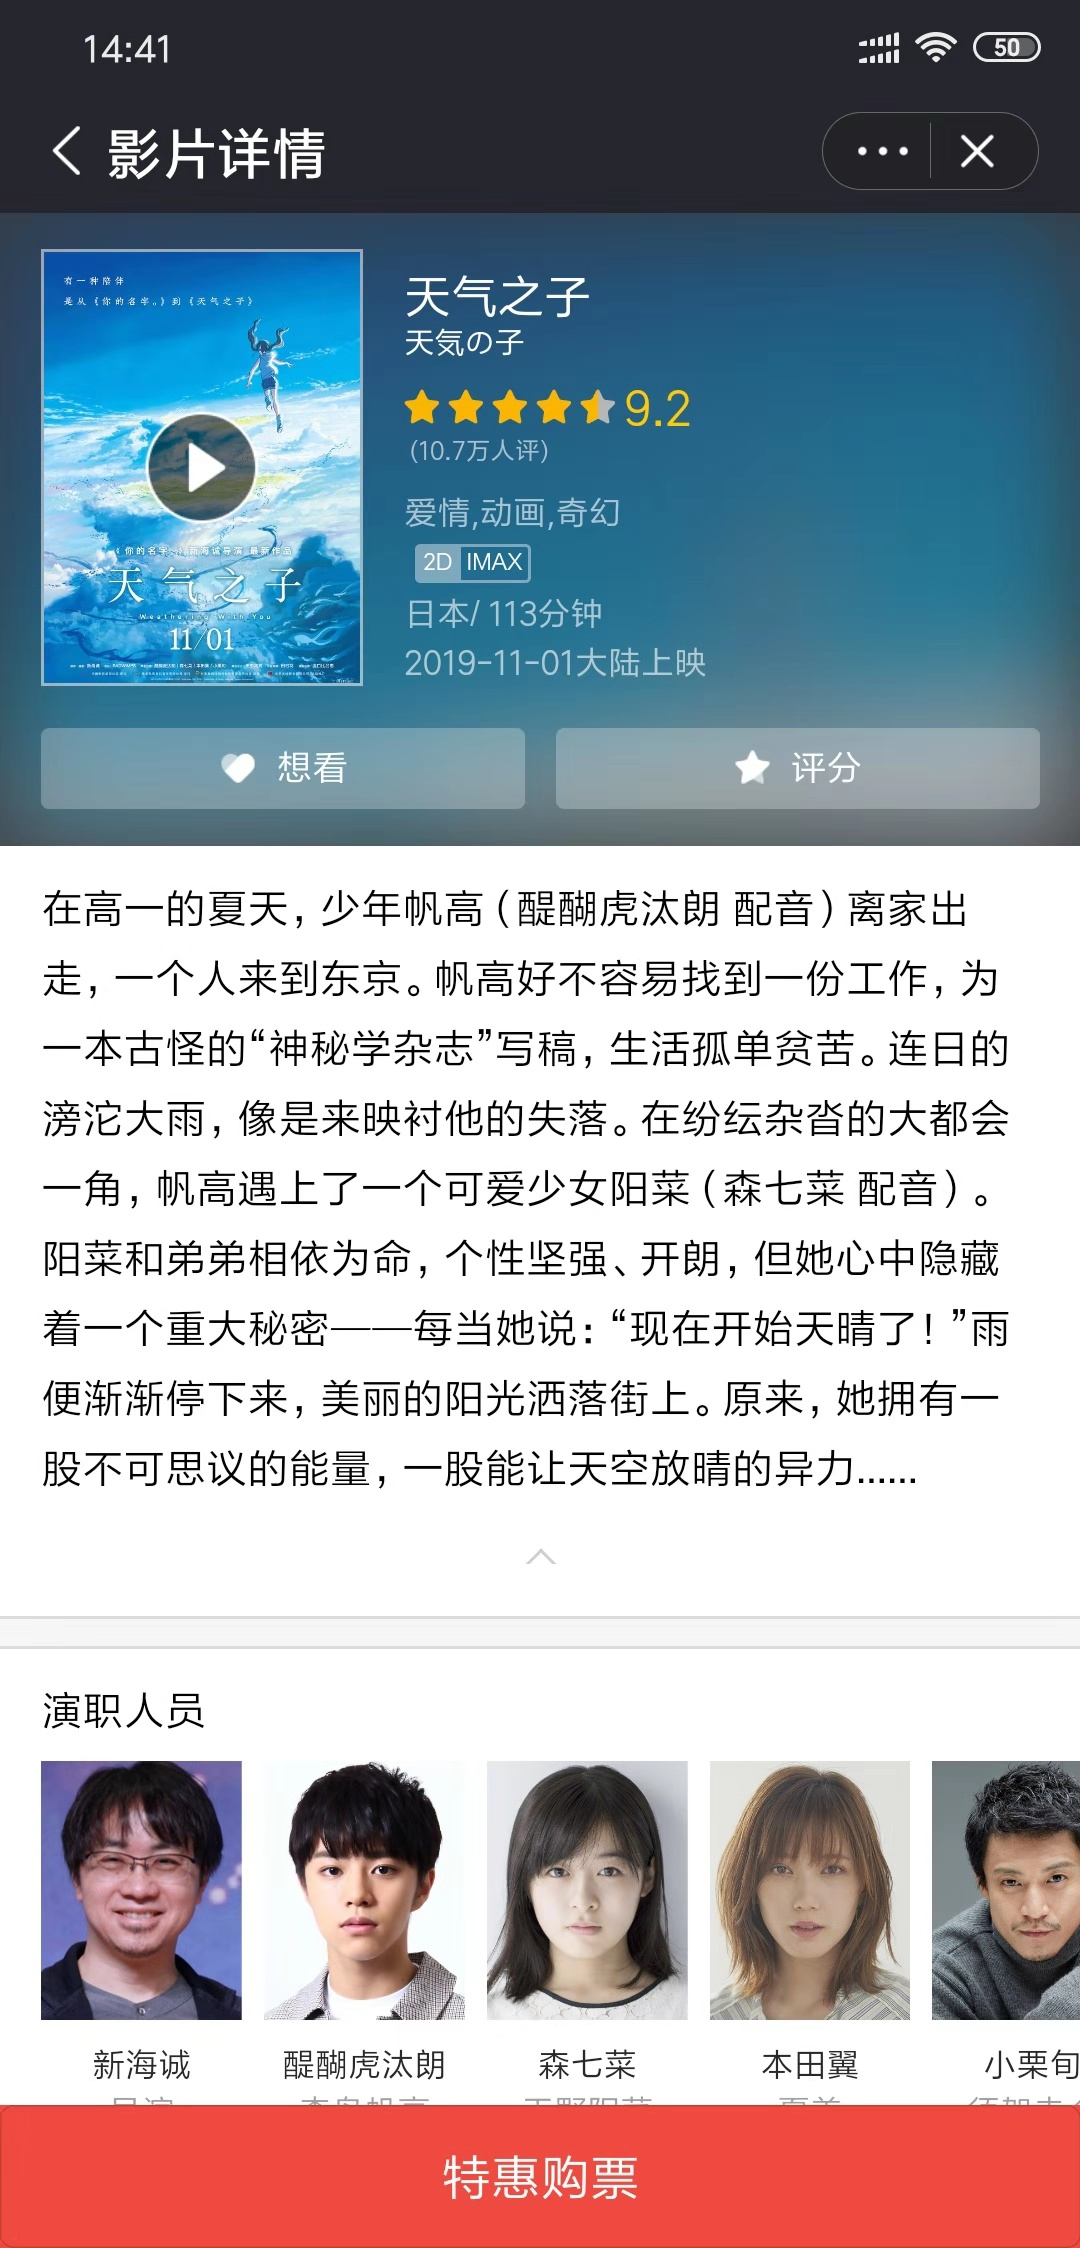 14:41
50
影片详情
有一种陪伴
是从《你的名字。》到《天气之子》
《你的名字。》新海诚导演 最新作品
天气之子
Weathering With You
11/01
天气之子
天気の子
9.2
(10.7万人评)
爱情,动画,奇幻
2D IMAX
日本/ 113分钟
2019-11-01大陆上映
想看
评分
在高一的夏天，少年帆高（醍醐虎汰朗 配音）离家出
走，一个人来到东京。帆高好不容易找到一份工作，为
一本古怪的“神秘学杂志”写稿，生活孤单贫苦。连日的
滂沱大雨，像是来映衬他的失落。在纷纭杂沓的大都会
一角，帆高遇上了一个可爱少女阳菜（森七菜 配音）。
阳菜和弟弟相依为命，个性坚强、开朗，但她心中隐藏
着一个重大秘密——每当她说：“现在开始天晴了！”雨
便渐渐停下来，美丽的阳光洒落街上。原来，她拥有一
股不可思议的能量，一股能让天空放晴的异力……
演职人员
新海诚
醍醐虎汰朗
森七菜
本田翼
小栗旬
特惠购票